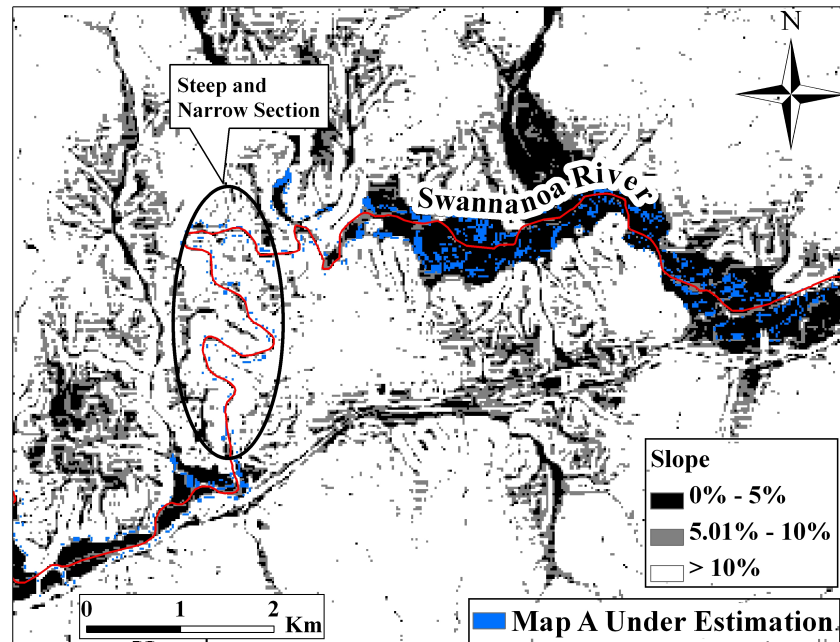 N
Steep and
Narrow Section
Swannanoa River
Slope
0% - 5%
5.01% - 10%
> 10%
0 1 2
Km
Map A Under Estimation